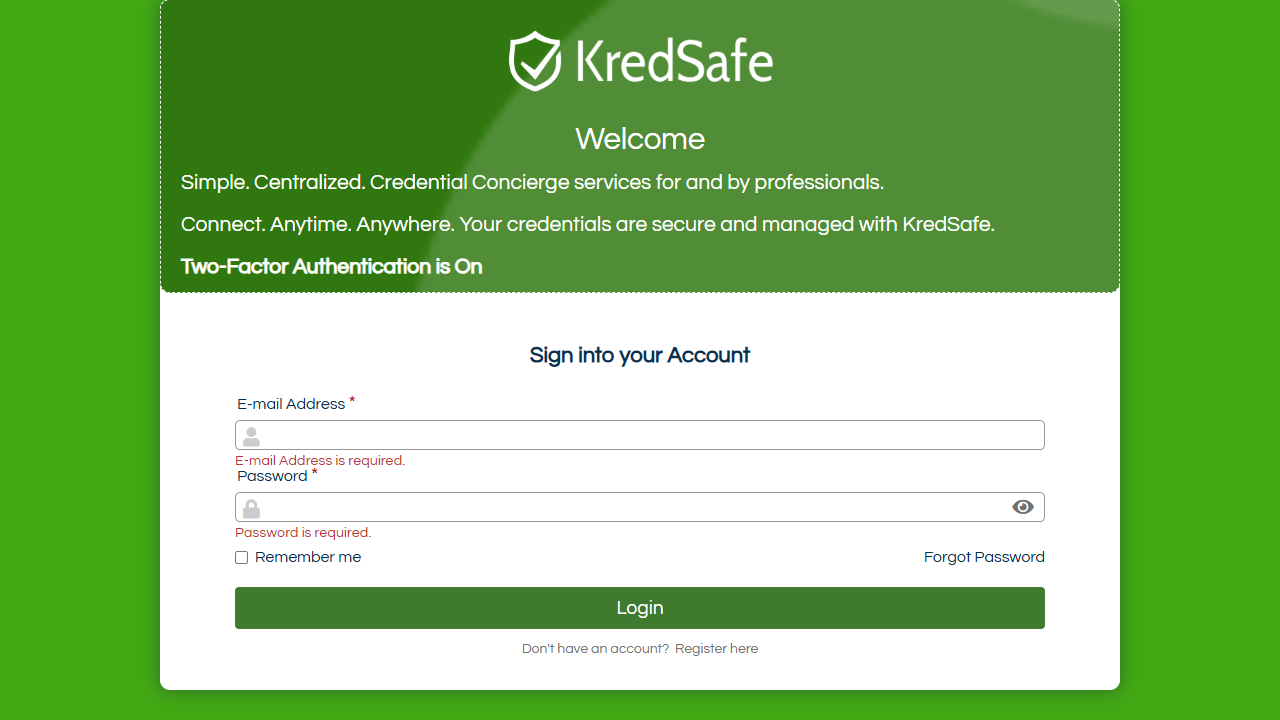 KredSafe
Welcome
Simple. Centralized. Credential Concierge services for and by professionals.
Connect. Anytime. Anywhere. Your credentials are secure and managed with KredSafe.
Two-Factor Authentication is On
Sign into your Account
E-mail Address *
E-mail Address is required.
Password *
Password is required.
Remember me
Forgot Password
Login
Don't have an account? Register here